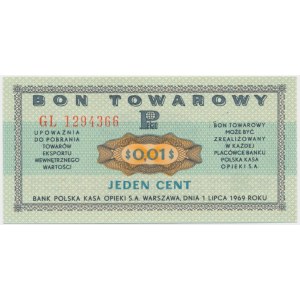 BON TOWAROWY
GL 1294366
UPOWAŻNIA
DO POBRANIA
TOWARÓW
EKSPORTU
WEWNĘTRZNEGO
WARTOŚCI
BON TOWAROWY
MOŻE BYĆ
ZREALIZOWANY
W KAŻDEJ
PLACÓWCE BANKU
POLSKA KASA
OPIEKI S.A.
$0,01$
JEDEN CENT
BANK POLSKA KASA OPIEKI S.A. WARSZAWA, DNIA 1 LIPCA 1969 ROKU